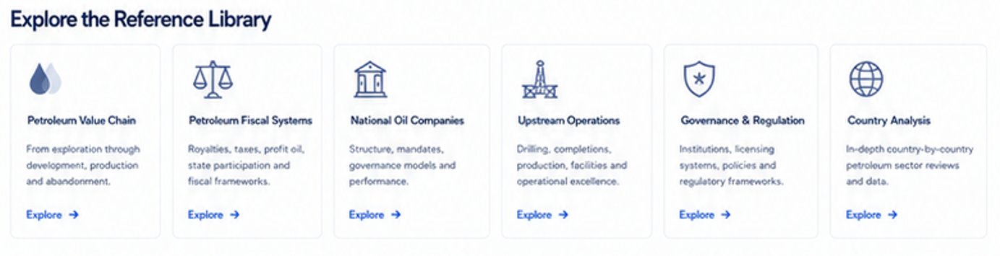 Explore the Reference Library
Petroleum Value Chain
From exploration through
development, production
and abandonment.
Explore →
Petroleum Fiscal Systems
Royalties, taxes, profit oil,
state participation and
fiscal frameworks.
Explore →
National Oil Companies
Structure, mandates,
governance models and
performance.
Explore →
Upstream Operations
Drilling, completions,
production, facilities and
operational excellence.
Explore →
Governance & Regulation
Institutions, licensing
systems, policies and
regulatory frameworks.
Explore →
Country Analysis
In-depth country-by-country
petroleum sector reviews
and data.
Explore →